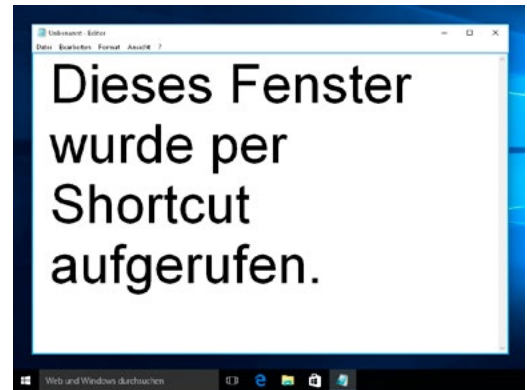 Unbenannt - Editor
Datei Bearbeiten Format Ansicht ?
Dieses Fenster
wurde per
Shortcut
aufgerufen.
Web und Windows durchsuchen